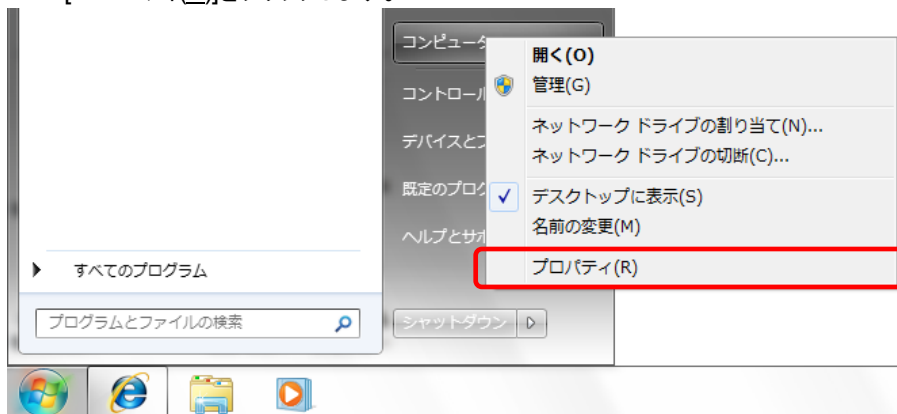 コンピュータ
開く(O)
管理(G)
コントロール
ネットワーク ドライブの割り当て(N)...
デバイスとプ
ネットワーク ドライブの切断(C)...
既定のプログ
デスクトップに表示(S)
名前の変更(M)
ヘルプとサポ
プロパティ(R)
すべてのプログラム
プログラムとファイルの検索
シャットダウン